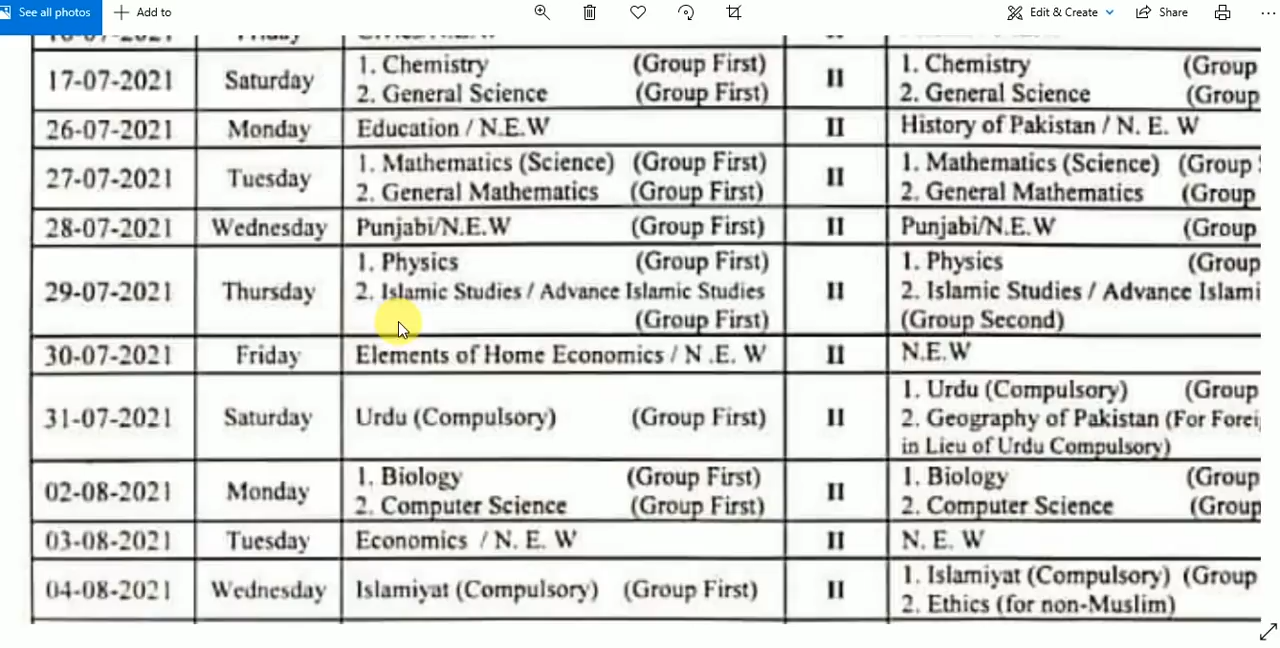 See all photos + Add to Edit & Create Share
17-07-2021 Saturday 1. Chemistry (Group First) II 1. Chemistry (Group
2. General Science (Group First) 2. General Science (Group
26-07-2021 Monday Education / N.E.W II History of Pakistan / N. E. W
27-07-2021 Tuesday 1. Mathematics (Science) (Group First) II 1. Mathematics (Science) (Group
2. General Mathematics (Group First) 2. General Mathematics (Group
28-07-2021 Wednesday Punjabi/N.E.W (Group First) II Punjabi/N.E.W (Group
29-07-2021 Thursday 1. Physics (Group First) II 1. Physics (Group
2. Islamic Studies / Advance Islamic Studies 2. Islamic Studies / Advance Islami
(Group First) (Group Second)
30-07-2021 Friday Elements of Home Economics / N .E. W II N.E.W
31-07-2021 Saturday Urdu (Compulsory) (Group First) II 1. Urdu (Compulsory) (Group
2. Geography of Pakistan (For Forei
in Lieu of Urdu Compulsory)
02-08-2021 Monday 1. Biology (Group First) II 1. Biology (Group
2. Computer Science (Group First) 2. Computer Science (Group
03-08-2021 Tuesday Economics / N. E. W II N. E. W
04-08-2021 Wednesday Islamiyat (Compulsory) (Group First) II 1. Islamiyat (Compulsory) (Group
2. Ethics (for non-Muslim)